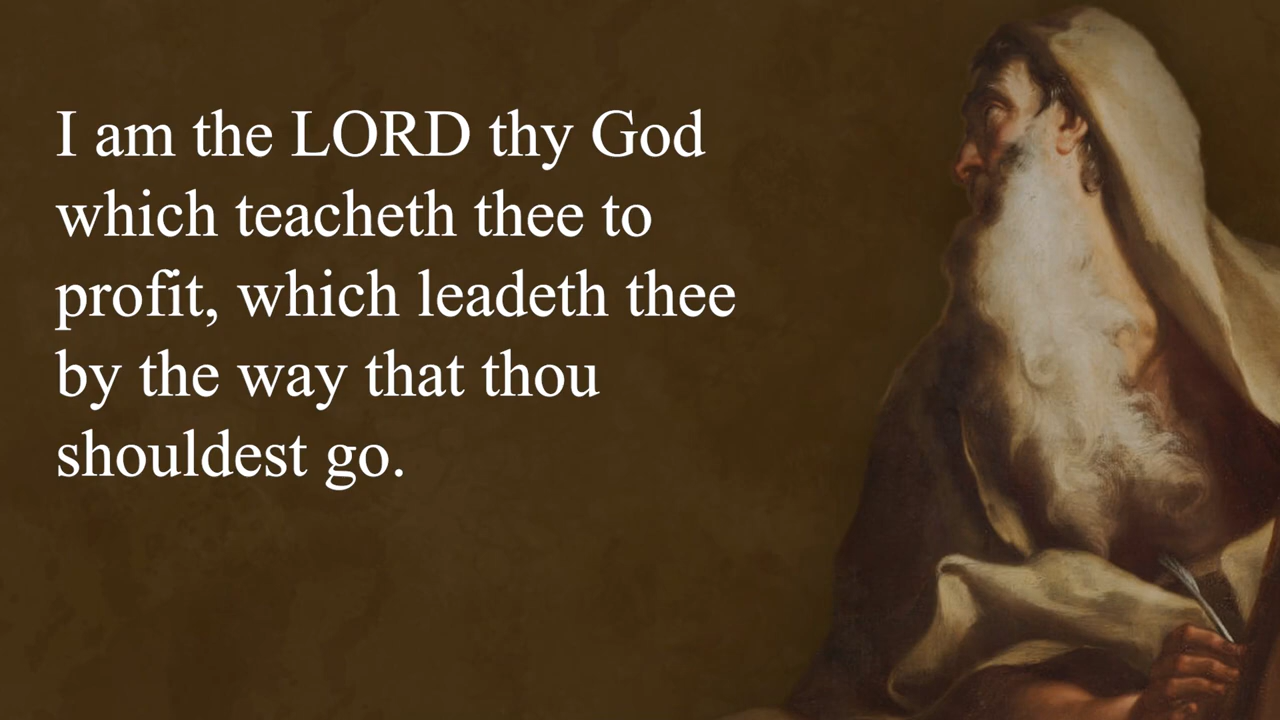 I am the LORD thy God
which teacheth thee to
profit, which leadeth thee
by the way that thou
shouldest go.